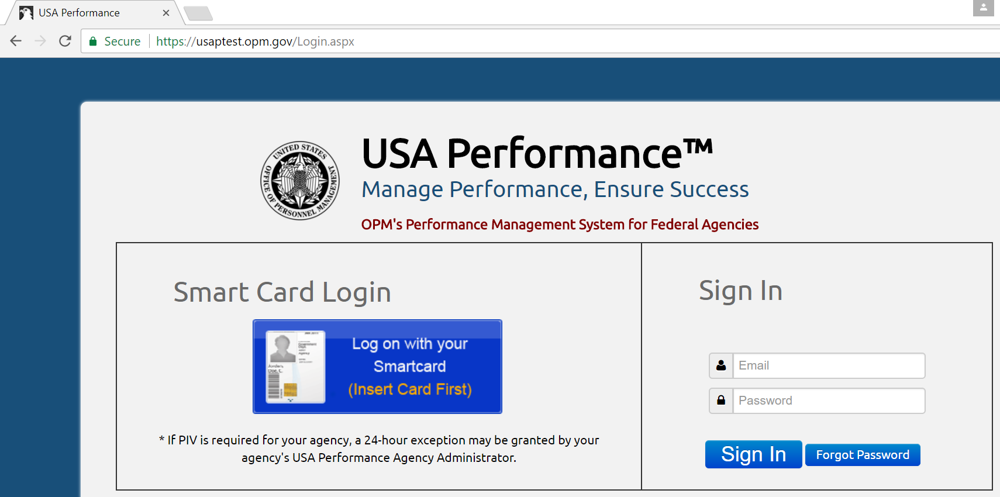 USA Performance
Secure
https://usaptest.opm.gov/Login.aspx
UNITED STATES
OFFICE OF PERSONNEL MANAGEMENT
USA Performance™
Manage Performance, Ensure Success
OPM's Performance Management System for Federal Agencies
Smart Card Login
Log on with your
Smartcard
(Insert Card First)
* If PIV is required for your agency, a 24-hour exception may be granted by your
agency's USA Performance Agency Administrator.
Sign In
Email
Password
Sign In
Forgot Password